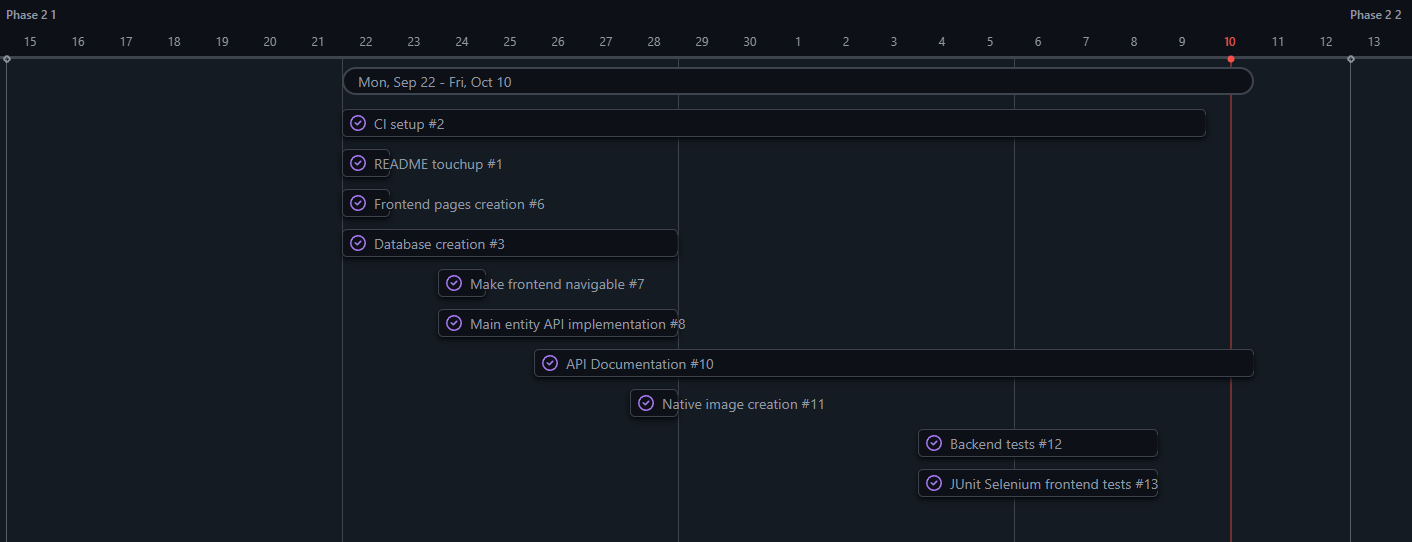 Phase 2 1 Phase 2 2
15 16 17 18 19 20 21 22 23 24 25 26 27 28 29 30 1 2 3 4 5 6 7 8 9 10 11 12 13
Mon, Sep 22 - Fri, Oct 10
CI setup #2
README touchup #1
Frontend pages creation #6
Database creation #3
Make frontend navigable #7
Main entity API implementation #8
API Documentation #10
Native image creation #11
Backend tests #12
JUnit Selenium frontend tests #13